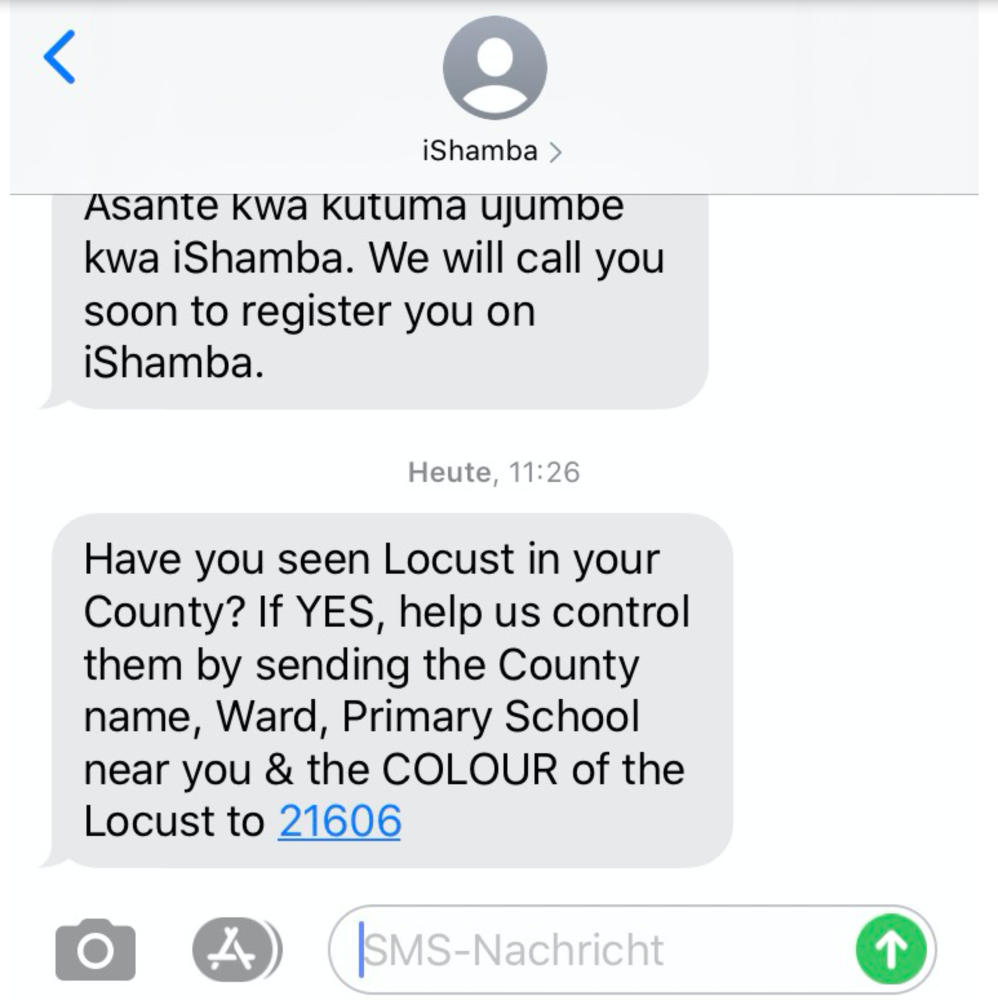 iShamba
Asante kwa kutuma ujumbe
kwa iShamba. We will call you
soon to register you on
iShamba.
Heute, 11:26
Have you seen Locust in your
County? If YES, help us control
them by sending the County
name, Ward, Primary School
near you & the COLOUR of the
Locust to 21606
SMS-Nachricht